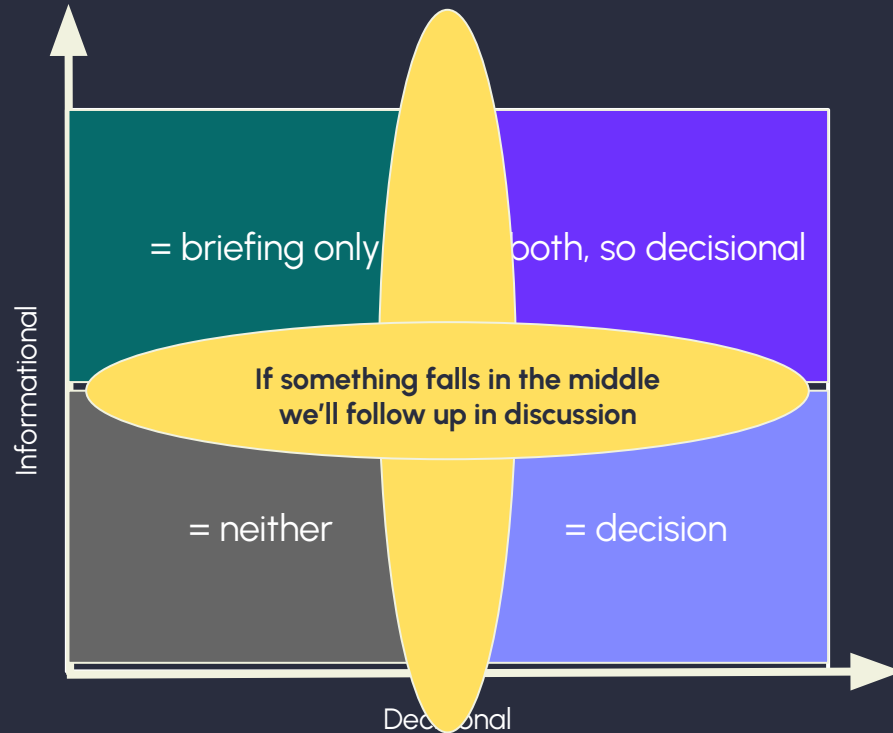 = briefing only
both, so decisional
Informational
If something falls in the middle
we'll follow up in discussion
= neither
= decision